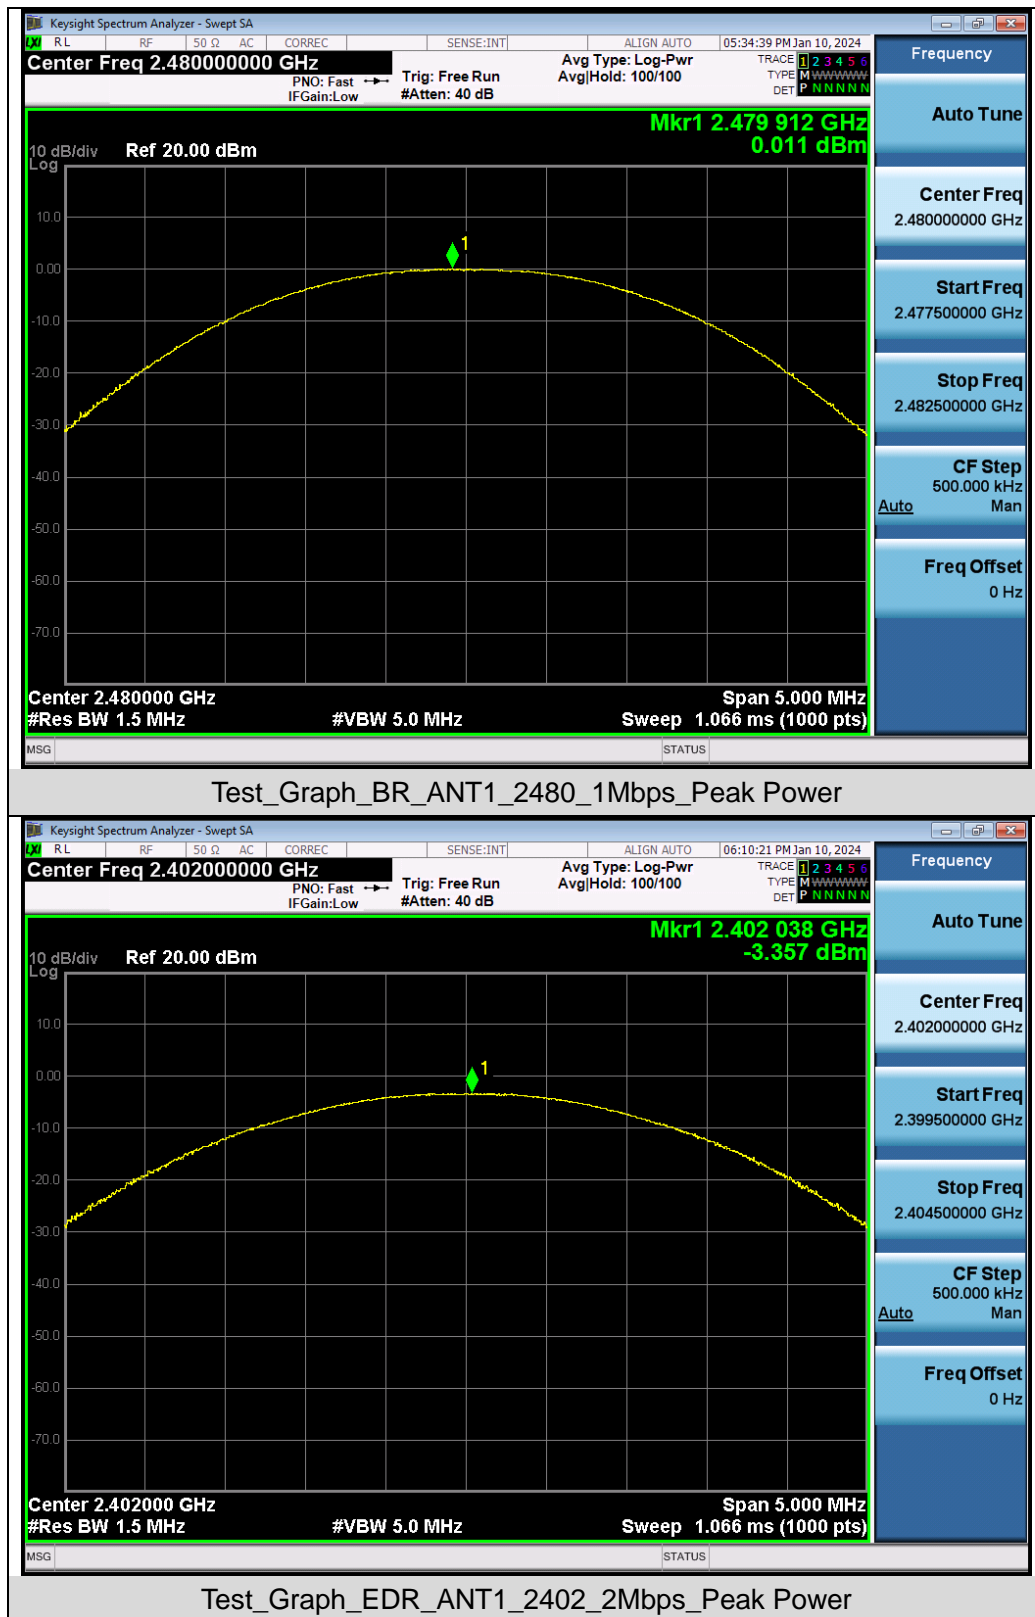 Keysight Spectrum Analyzer - Swept SA
LXI RL RF 50 Ω AC CORREC SENSE:INT ALIGN AUTO 05:34:39 PM Jan 10, 2024
Center Freq 2.480000000 GHz
PNO: Fast
IFGain:Low
Trig: Free Run
#Atten: 40 dB
Avg Type: Log-Pwr
Avg|Hold: 100/100
TRACE 1 2 3 4 5 6
TYPE M WWWWW
DET P N N N N N
Mkr1 2.479 912 GHz
0.011 dBm
10 dB/div Ref 20.00 dBm
Log
10.0
1
0.00
-10.0
-20.0
-30.0
-40.0
-50.0
-60.0
-70.0
Center 2.480000 GHz Span 5.000 MHz
#Res BW 1.5 MHz #VBW 5.0 MHz Sweep 1.066 ms (1000 pts)
MSG STATUS
Frequency
Auto Tune
Center Freq
2.480000000 GHz
Start Freq
2.477500000 GHz
Stop Freq
2.482500000 GHz
CF Step
500.000 kHz
Auto Man
Freq Offset
0 Hz
Test_Graph_BR_ANT1_2480_1Mbps_Peak Power
Keysight Spectrum Analyzer - Swept SA
LXI RL RF 50 Ω AC CORREC SENSE:INT ALIGN AUTO 06:10:21 PM Jan 10, 2024
Center Freq 2.402000000 GHz
PNO: Fast
IFGain:Low
Trig: Free Run
#Atten: 40 dB
Avg Type: Log-Pwr
Avg|Hold: 100/100
TRACE 1 2 3 4 5 6
TYPE M WWWWW
DET P N N N N N
Mkr1 2.402 038 GHz
-3.357 dBm
10 dB/div Ref 20.00 dBm
Log
10.0
0.00
1
-10.0
-20.0
-30.0
-40.0
-50.0
-60.0
-70.0
Center 2.402000 GHz Span 5.000 MHz
#Res BW 1.5 MHz #VBW 5.0 MHz Sweep 1.066 ms (1000 pts)
MSG STATUS
Frequency
Auto Tune
Center Freq
2.402000000 GHz
Start Freq
2.399500000 GHz
Stop Freq
2.404500000 GHz
CF Step
500.000 kHz
Auto Man
Freq Offset
0 Hz
Test_Graph_EDR_ANT1_2402_2Mbps_Peak Power